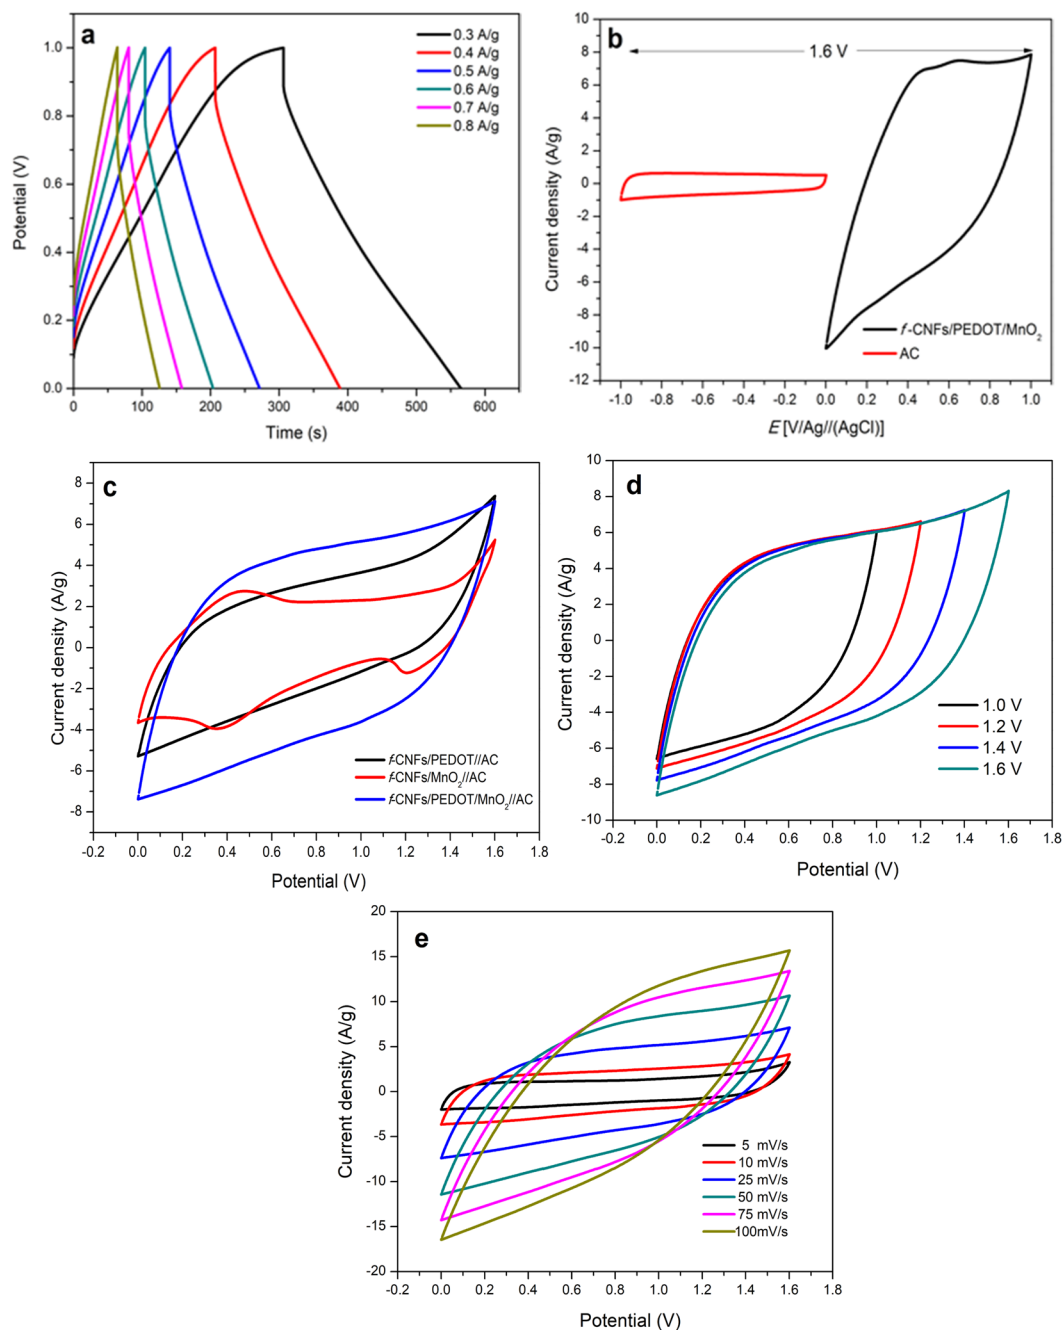 a
0.3 A/g
0.4 A/g
0.5 A/g
0.6 A/g
0.7 A/g
0.8 A/g
1.0
0.8
0.6
0.4
0.2
0.0
Potential (V)
0 100 200 300 400 500 600
Time (s)
b
1.6 V
10
8
6
4
2
0
-2
-4
-6
-8
-10
-12
Current density (A/g)
f-CNFs/PEDOT/MnO2
AC
-1.0 -0.8 -0.6 -0.4 -0.2 0.0 0.2 0.4 0.6 0.8 1.0
E [V/Ag//(AgCl)]
c
8
6
4
2
0
-2
-4
-6
-8
Current density (A/g)
f-CNFs/PEDOT//AC
f-CNFs/MnO2//AC
f-CNFs/PEDOT/MnO2//AC
-0.2 0.0 0.2 0.4 0.6 0.8 1.0 1.2 1.4 1.6 1.8
Potential (V)
d
10
8
6
4
2
0
-2
-4
-6
-8
-10
Current density (A/g)
1.0 V
1.2 V
1.4 V
1.6 V
-0.2 0.0 0.2 0.4 0.6 0.8 1.0 1.2 1.4 1.6 1.8
Potential (V)
e
20
15
10
5
0
-5
-10
-15
-20
Current density (A/g)
5 mV/s
10 mV/s
25 mV/s
50 mV/s
75 mV/s
100mV/s
-0.2 0.0 0.2 0.4 0.6 0.8 1.0 1.2 1.4 1.6 1.8
Potential (V)